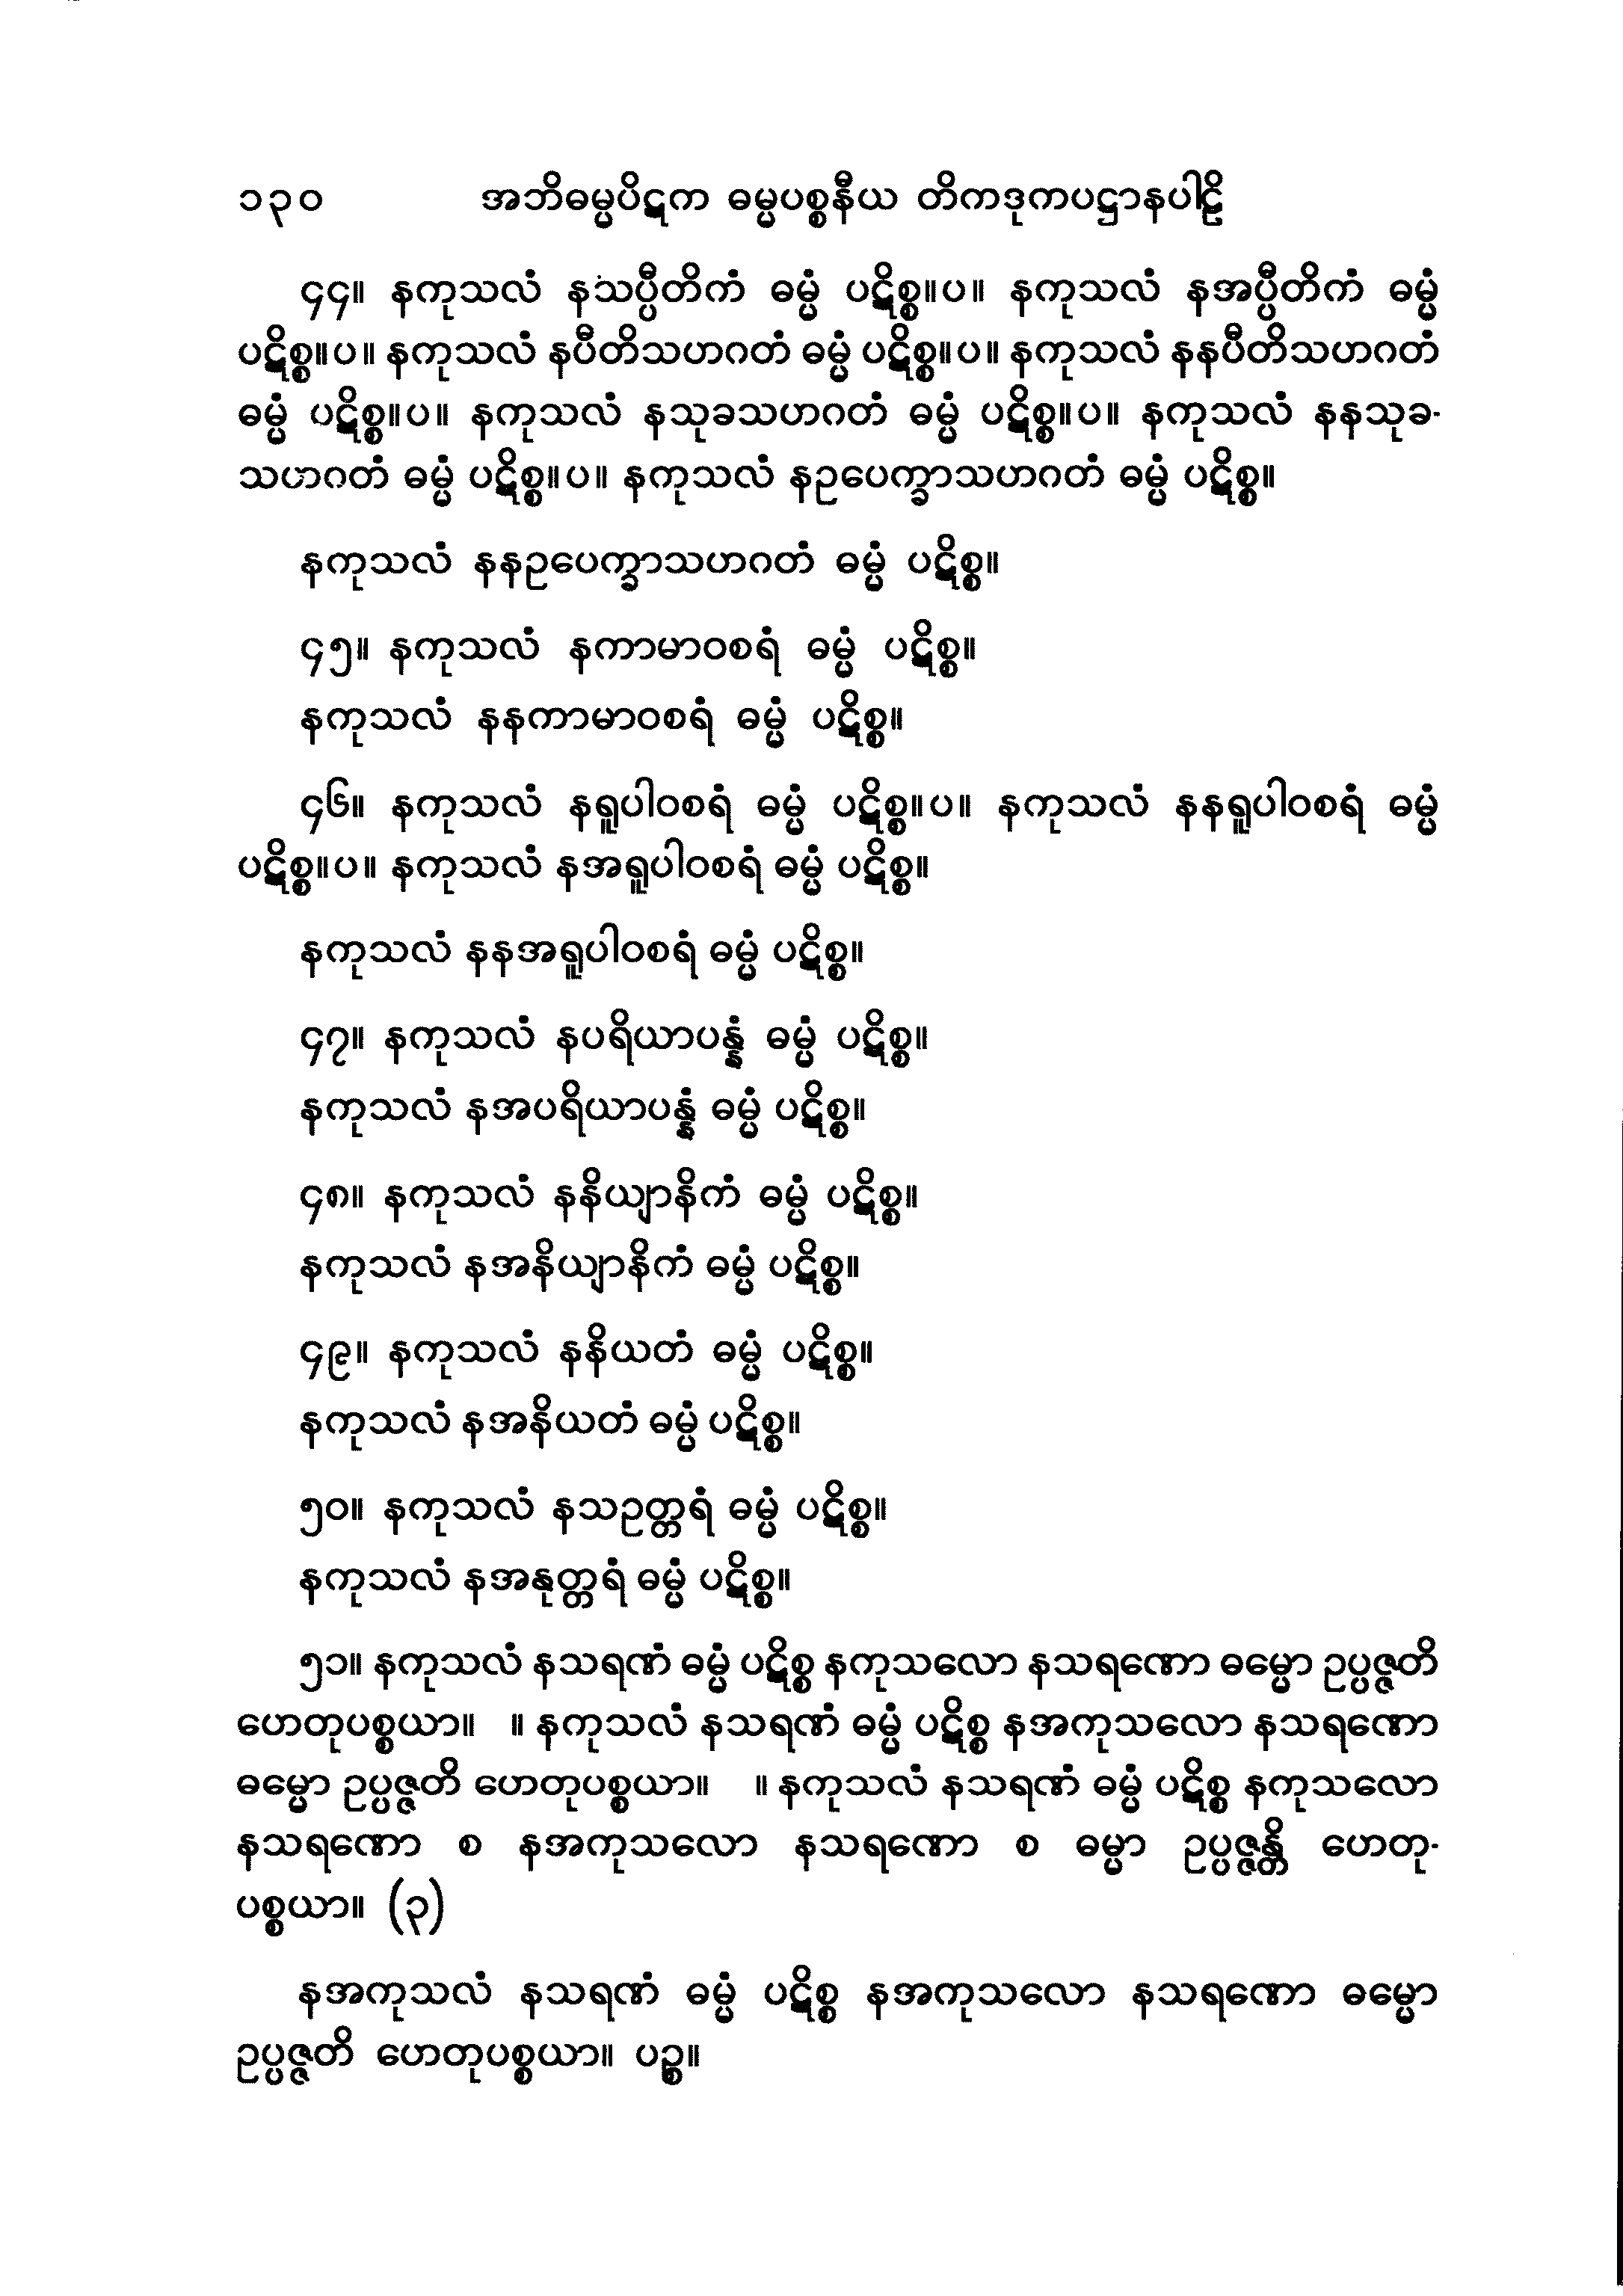 ၁၃၀ အဘိဓမ္မပိဋက ဓမ္မပစ္စနီယ တိကဒုကပဋ္ဌာနပါဠိ
၄၄။ နကုသလံ နသပ္ပီတိကံ ဓမ္မံ ပဋိစ္စ။ပ။ နကုသလံ နအပ္ပီတိကံ ဓမ္မံ
ပဋိစ္စ။ပ။ နကုသလံ နပီတိသဟဂတံ ဓမ္မံ ပဋိစ္စ။ပ။ နကုသလံ နနပီတိသဟဂတံ
ဓမ္မံ ပဋိစ္စ။ပ။ နကုသလံ နသုခသဟဂတံ ဓမ္မံ ပဋိစ္စ။ပ။ နကုသလံ နနသုခ-
သဟဂတံ ဓမ္မံ ပဋိစ္စ။ပ။ နကုသလံ နဥပေက္ခာသဟဂတံ ဓမ္မံ ပဋိစ္စ။
နကုသလံ နနဥပေက္ခာသဟဂတံ ဓမ္မံ ပဋိစ္စ။
၄၅။ နကုသလံ နကာမာဝစရံ ဓမ္မံ ပဋိစ္စ။
နကုသလံ နနကာမာဝစရံ ဓမ္မံ ပဋိစ္စ။
၄၆။ နကုသလံ နရူပါဝစရံ ဓမ္မံ ပဋိစ္စ။ပ။ နကုသလံ နနရူပါဝစရံ ဓမ္မံ
ပဋိစ္စ။ပ။ နကုသလံ နအရူပါဝစရံ ဓမ္မံ ပဋိစ္စ။
နကုသလံ နနအရူပါဝစရံ ဓမ္မံ ပဋိစ္စ။
၄၇။ နကုသလံ နပရိယာပန္နံ ဓမ္မံ ပဋိစ္စ။
နကုသလံ နအပရိယာပန္နံ ဓမ္မံ ပဋိစ္စ။
၄၈။ နကုသလံ နနိယျာနိကံ ဓမ္မံ ပဋိစ္စ။
နကုသလံ နအနိယျာနိကံ ဓမ္မံ ပဋိစ္စ။
၄၉။ နကုသလံ နနိယတံ ဓမ္မံ ပဋိစ္စ။
နကုသလံ နအနိယတံ ဓမ္မံ ပဋိစ္စ။
၅၀။ နကုသလံ နသဥတ္တရံ ဓမ္မံ ပဋိစ္စ။
နကုသလံ နအနုတ္တရံ ဓမ္မံ ပဋိစ္စ။
၅၁။ နကုသလံ နသရဏံ ဓမ္မံ ပဋိစ္စ နကုသလော နသရဏော ဓမ္မော ဥပ္ပဇ္ဇတိ
ဟေတုပစ္စယာ။ ။ နကုသလံ နသရဏံ ဓမ္မံ ပဋိစ္စ နအကုသလော နသရဏော
ဓမ္မော ဥပ္ပဇ္ဇတိ ဟေတုပစ္စယာ။ ။ နကုသလံ နသရဏံ ဓမ္မံ ပဋိစ္စ နကုသလော
နသရဏော စ နအကုသလော နသရဏော စ ဓမ္မာ ဥပ္ပဇ္ဇန္တိ ဟေတု-
ပစ္စယာ။ (၃)
နအကုသလံ နသရဏံ ဓမ္မံ ပဋိစ္စ နအကုသလော နသရဏော ဓမ္မော
ဥပ္ပဇ္ဇတိ ဟေတုပစ္စယာ။ ပဉ္စ။